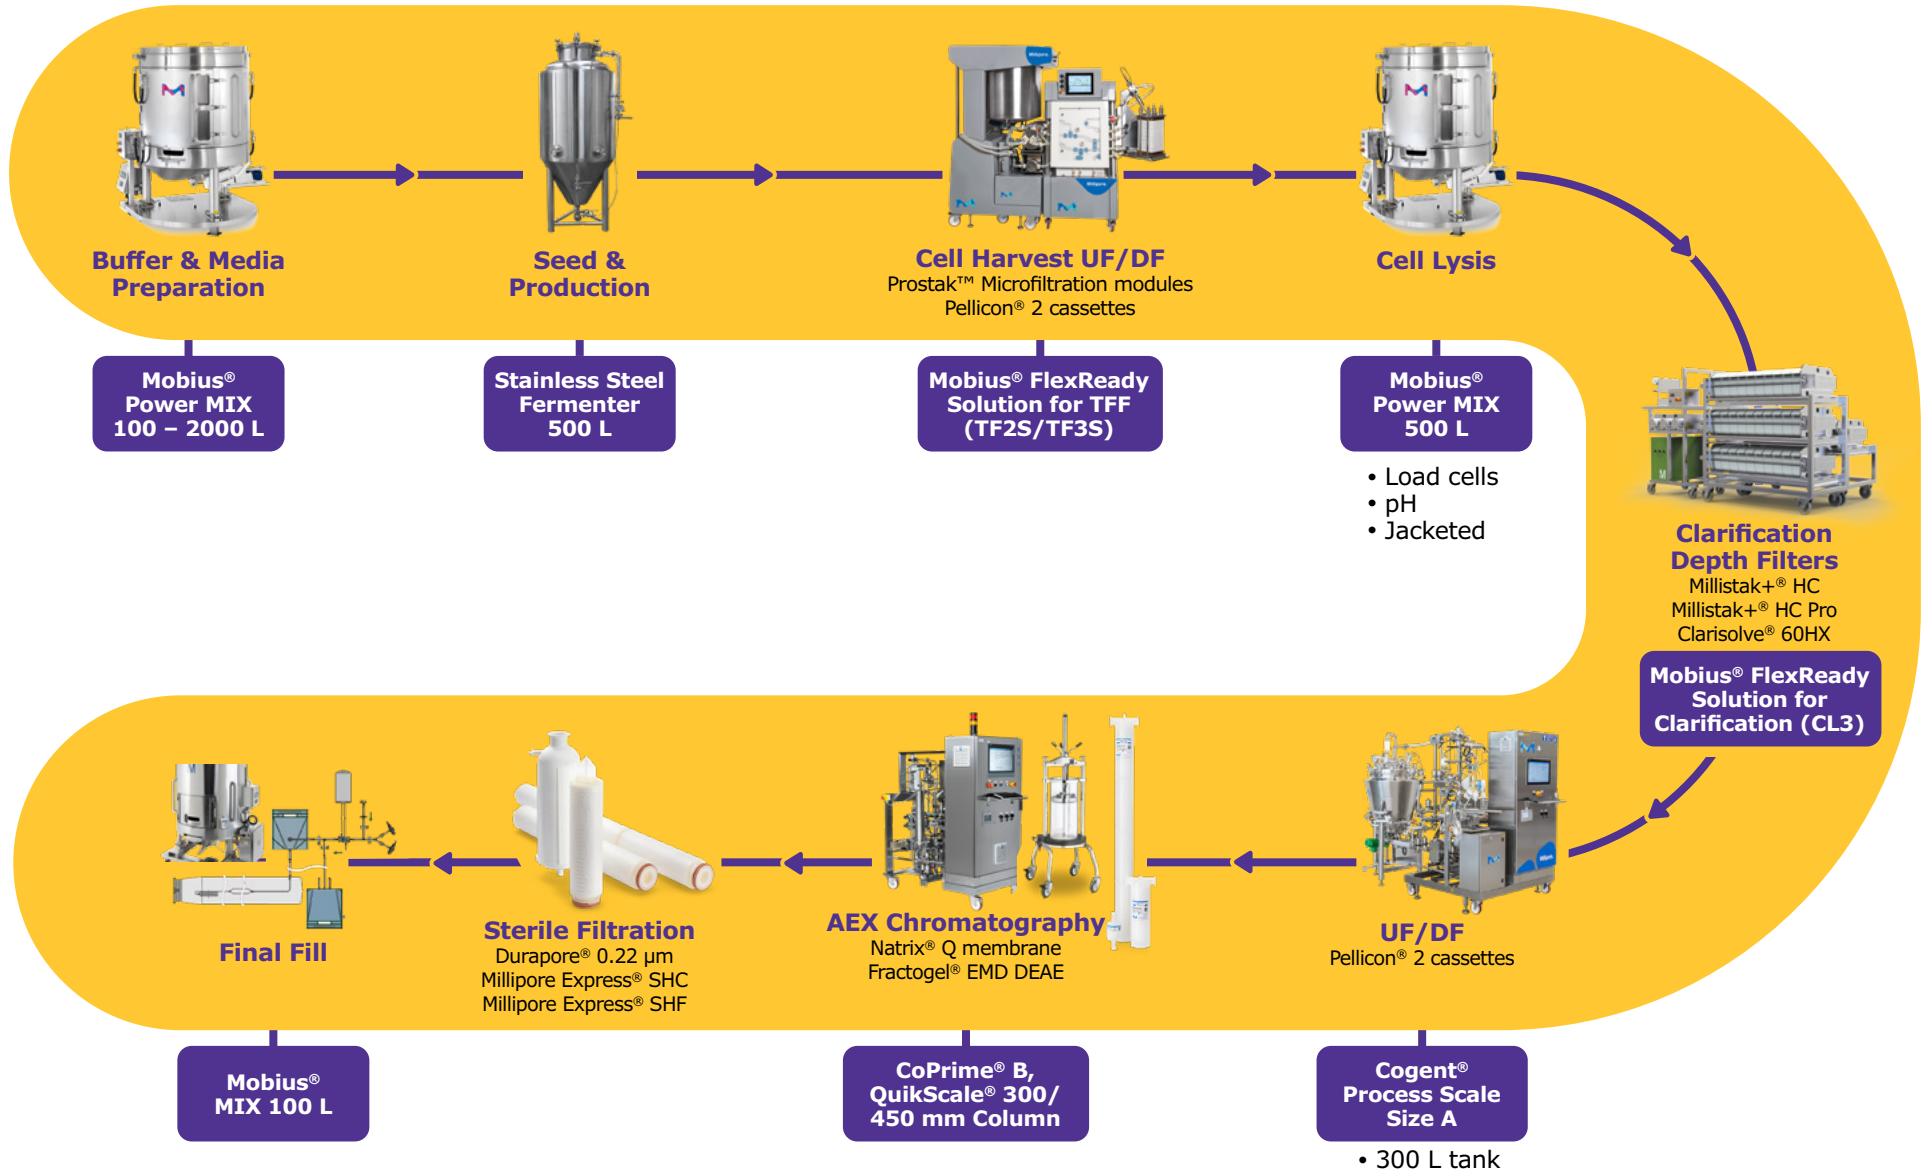 Buffer & Media
Preparation
Mobius®
Power MIX
100 – 2000 L
Seed &
Production
Stainless Steel
Fermenter
500 L
Cell Harvest UF/DF
Prostak™ Microfiltration modules
Pellicon® 2 cassettes
Mobius® FlexReady
Solution for TFF
(TF2S/TF3S)
Cell Lysis
Mobius®
Power MIX
500 L
• Load cells
• pH
• Jacketed
Clarification
Depth Filters
Millistak+® HC
Millistak+® HC Pro
Clarisolve® 60HX
Mobius® FlexReady
Solution for
Clarification (CL3)
UF/DF
Pellicon® 2 cassettes
Cogent®
Process Scale
Size A
• 300 L tank
AEX Chromatography
Natrix® Q membrane
Fractogel® EMD DEAE
CoPrime® B,
QuikScale® 300/
450 mm Column
Sterile Filtration
Durapore® 0.22 µm
Millipore Express® SHC
Millipore Express® SHF
Final Fill
Mobius®
MIX 100 L